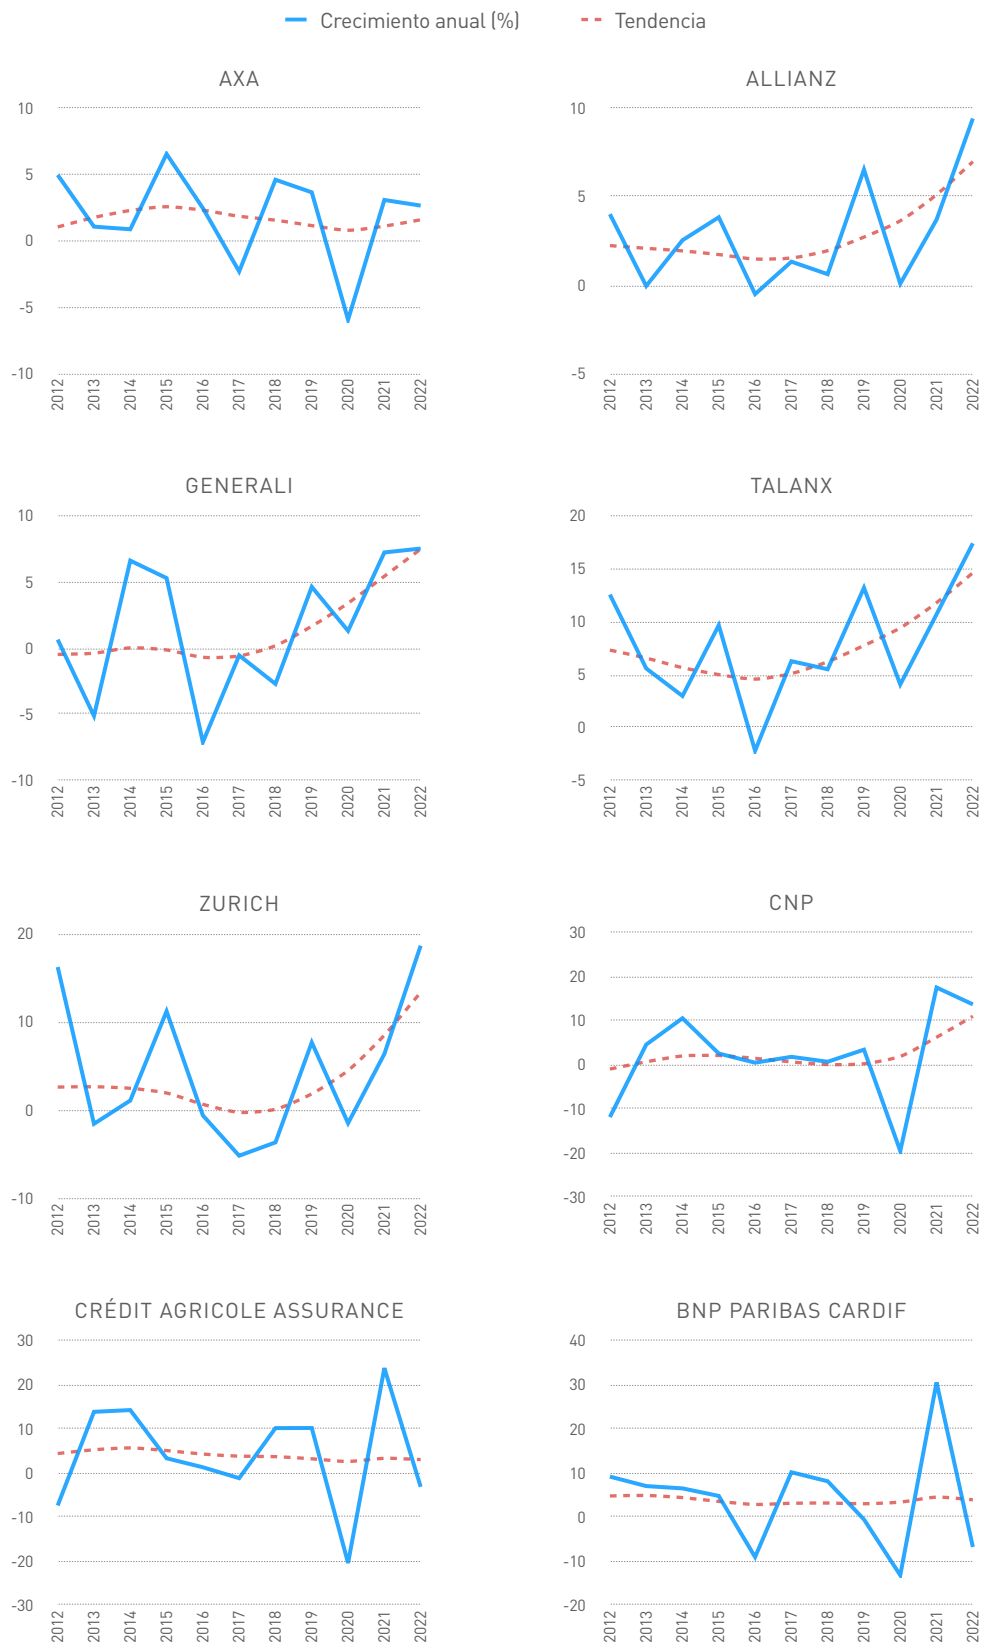 Crecimiento anual (%) Tendencia
AXA
10
5
0
-5
-10
2012 2013 2014 2015 2016 2017 2018 2019 2020 2021 2022
ALLIANZ
10
5
0
-5
2012 2013 2014 2015 2016 2017 2018 2019 2020 2021 2022
GENERALI
10
5
0
-5
-10
2012 2013 2014 2015 2016 2017 2018 2019 2020 2021 2022
TALANX
20
15
10
5
0
-5
2012 2013 2014 2015 2016 2017 2018 2019 2020 2021 2022
ZURICH
20
10
0
-10
2012 2013 2014 2015 2016 2017 2018 2019 2020 2021 2022
CNP
30
20
10
0
-10
-20
-30
2012 2013 2014 2015 2016 2017 2018 2019 2020 2021 2022
CRÉDIT AGRICOLE ASSURANCE
30
20
10
0
-10
-20
-30
2012 2013 2014 2015 2016 2017 2018 2019 2020 2021 2022
BNP PARIBAS CARDIF
40
30
20
10
0
-10
-20
2012 2013 2014 2015 2016 2017 2018 2019 2020 2021 2022